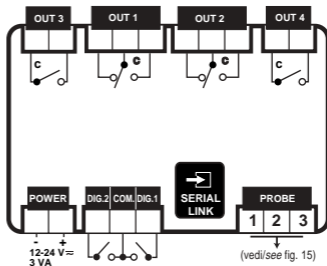 OUT 3 OUT 1 OUT 2 OUT 4
C C C C
POWER DIG.2 COM. DIG.1 SERIAL LINK PROBE
1 2 3
- +
12-24 V
3 VA
(vedi/see fig. 15)